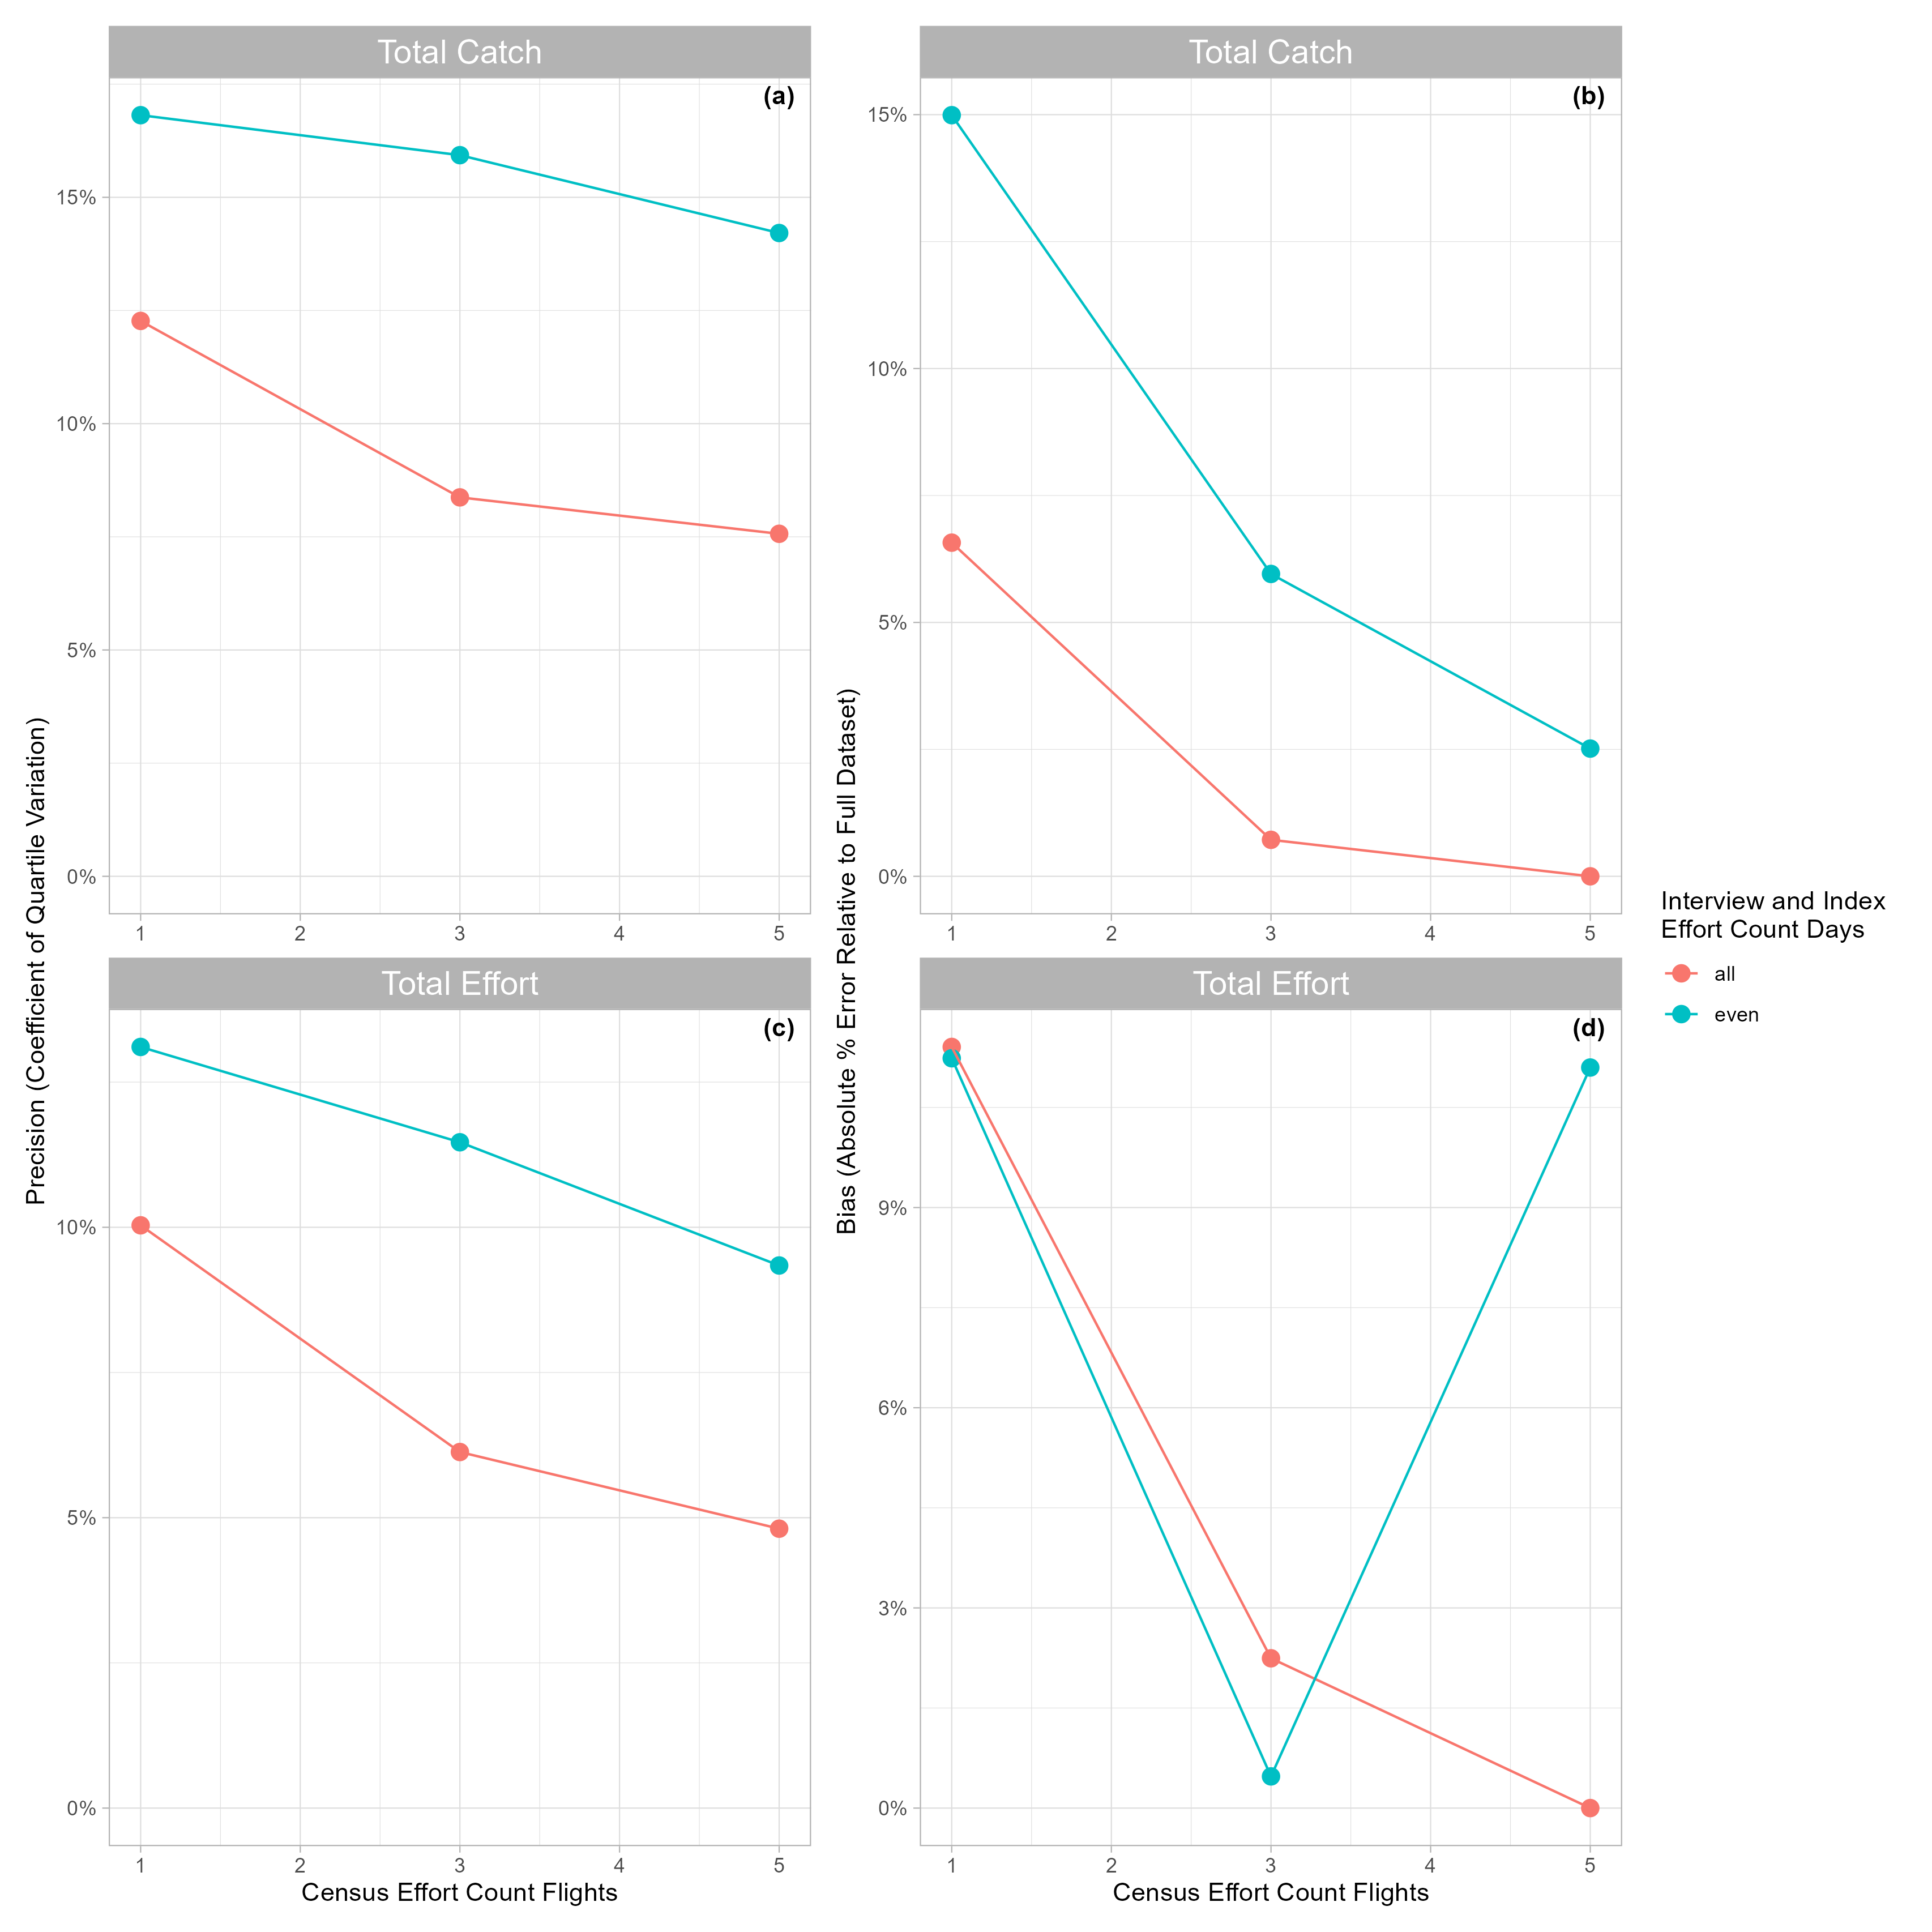 Total Catch
(a)
15%
10%
5%
0%
1 2 3 4 5
Total Catch
(b)
15%
10%
5%
0%
1 2 3 4 5
Precision (Coefficient of Quartile Variation)
Bias (Absolute % Error Relative to Full Dataset)
Total Effort
(c)
10%
5%
0%
1 2 3 4 5
Census Effort Count Flights
Total Effort
(d)
9%
6%
3%
0%
1 2 3 4 5
Census Effort Count Flights
Interview and Index
Effort Count Days
all
even